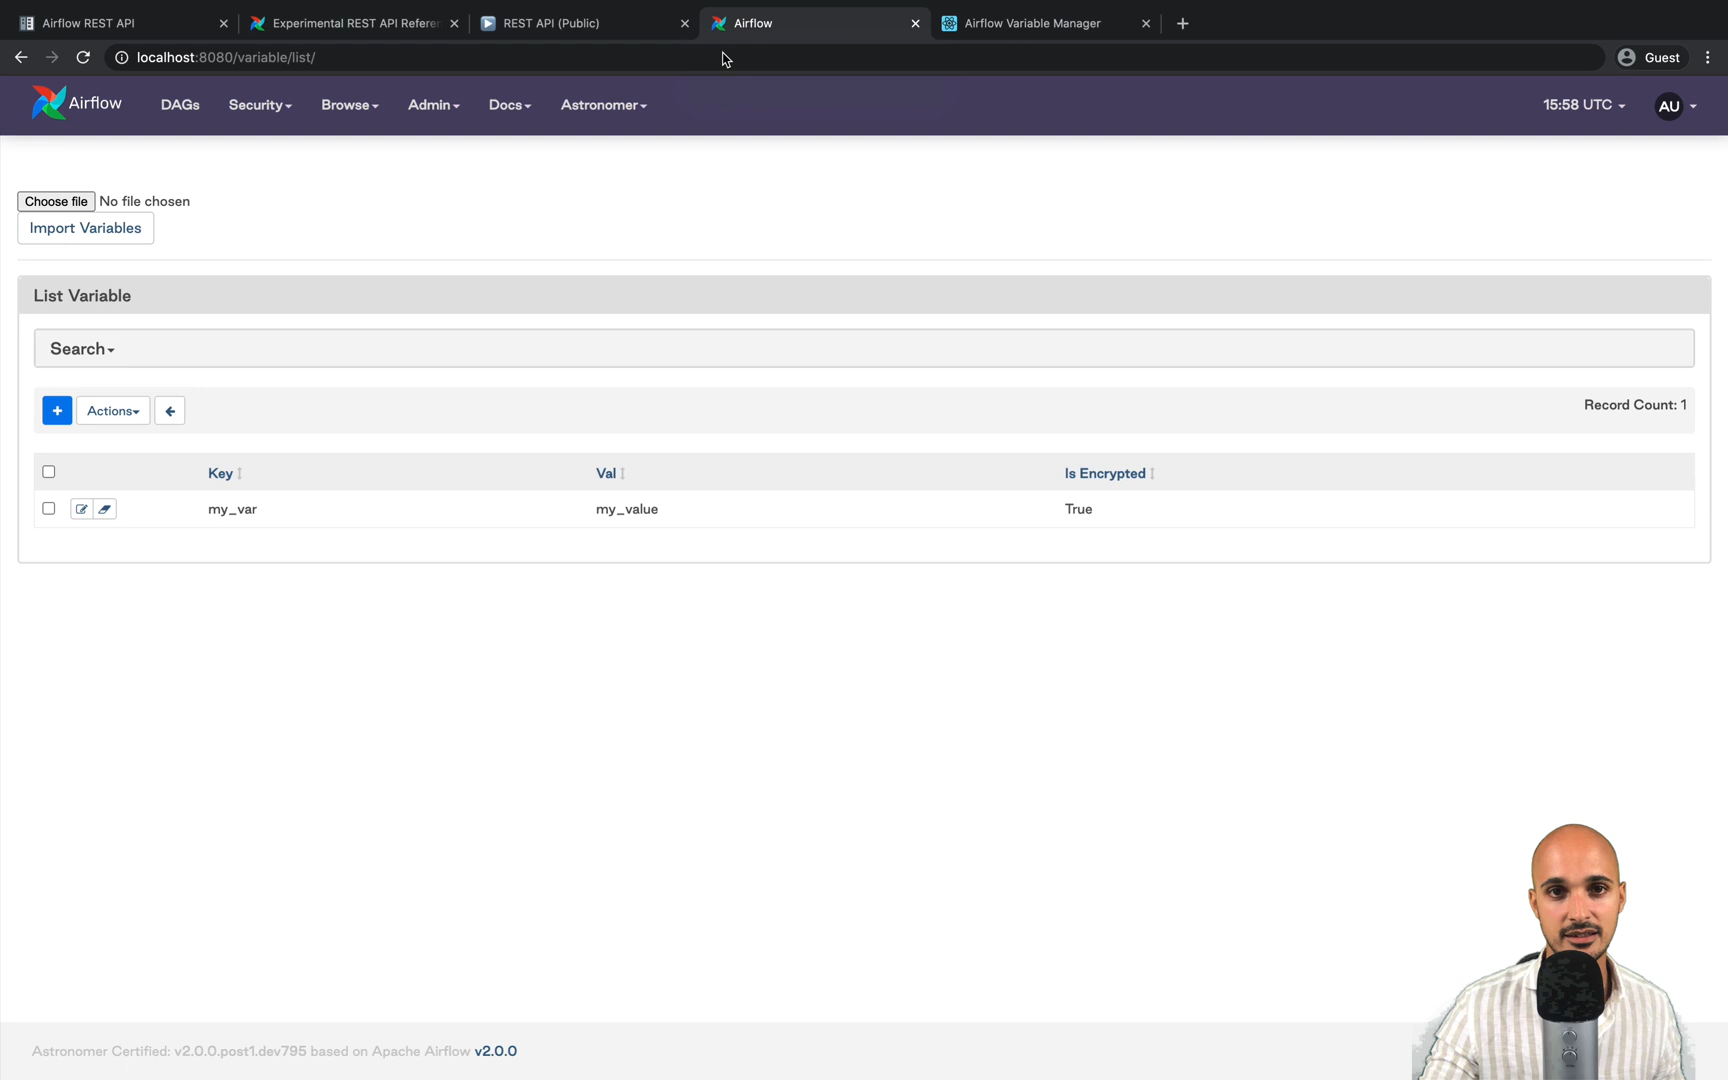 Airflow REST API
Experimental REST API Referen
REST API (Public)
Airflow
Airflow Variable Manager
localhost:8080/variable/list/
Guest
Airflow
DAGs
Security
Browse
Admin
Docs
Astronomer
15:58 UTC
AU
Choose file No file chosen
Import Variables
List Variable
Search
+
Actions
Record Count: 1
Key
Val
Is Encrypted
my_var
my_value
True
Astronomer Certified: v2.0.0.post1.dev795 based on Apache Airflow v2.0.0